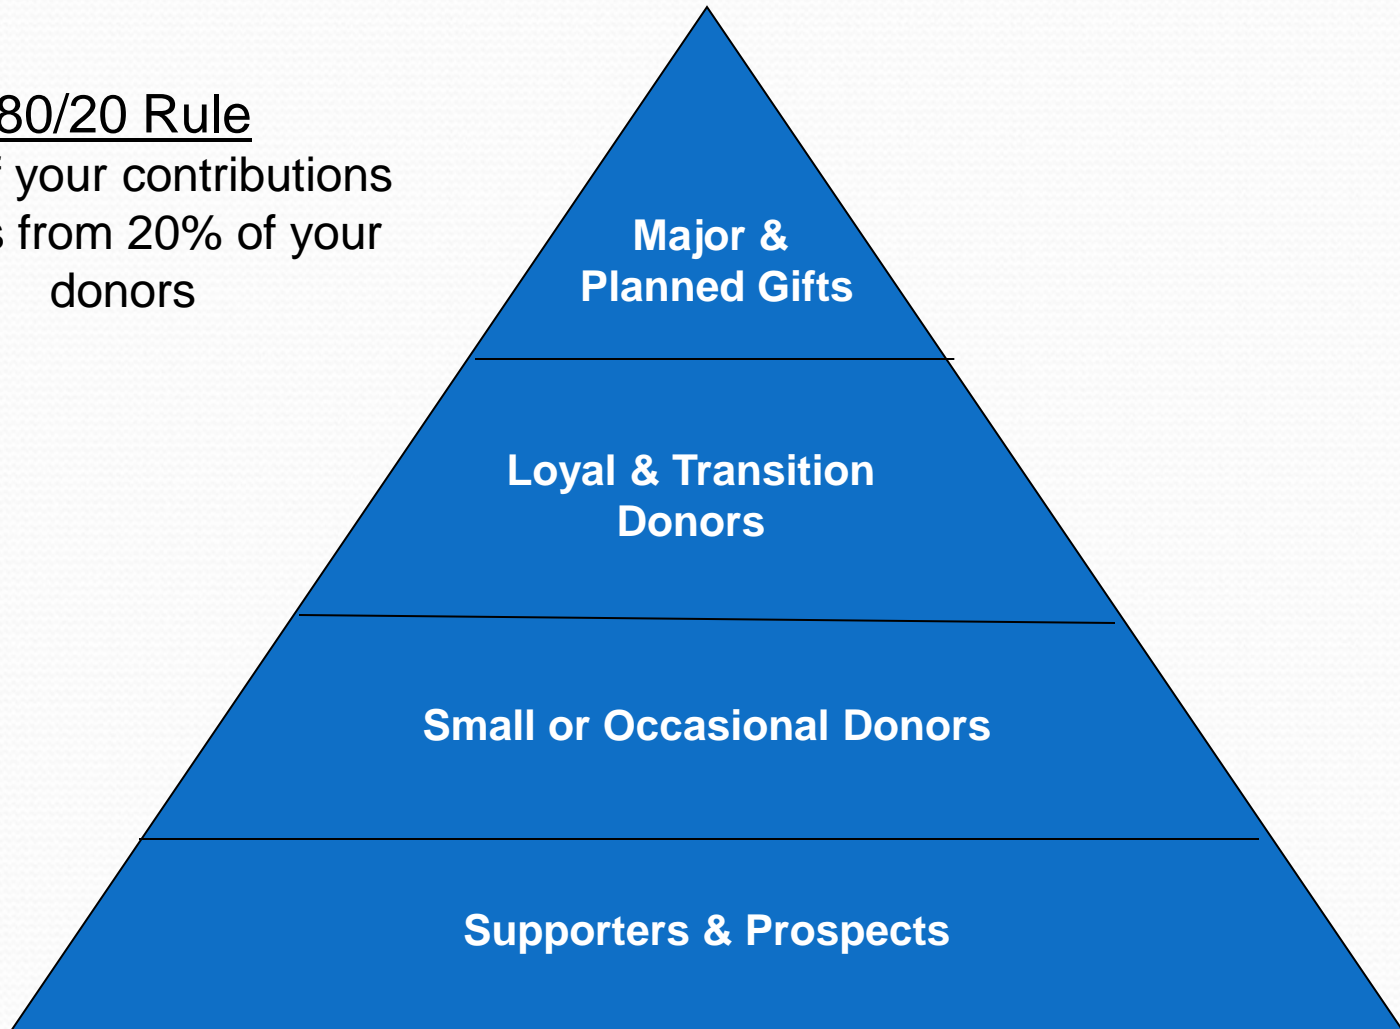 80/20 Rule
your contributions
from 20% of your
donors
Major &
Planned Gifts
Loyal & Transition
Donors
Small or Occasional Donors
Supporters & Prospects